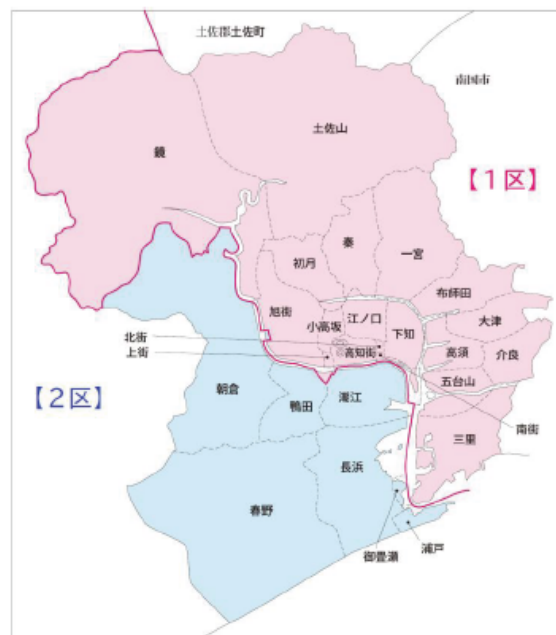 土佐郡土佐町
南国市
土佐山
鏡
【1区】
秦
一宮
初月
布師田
旭街
江ノ口
大津
小高坂
下知
北街
上街
高知街
高須
介良
五台山
【2区】
朝倉
鴨田
潮江
南街
三里
長浜
春野
御畳瀬
浦戸